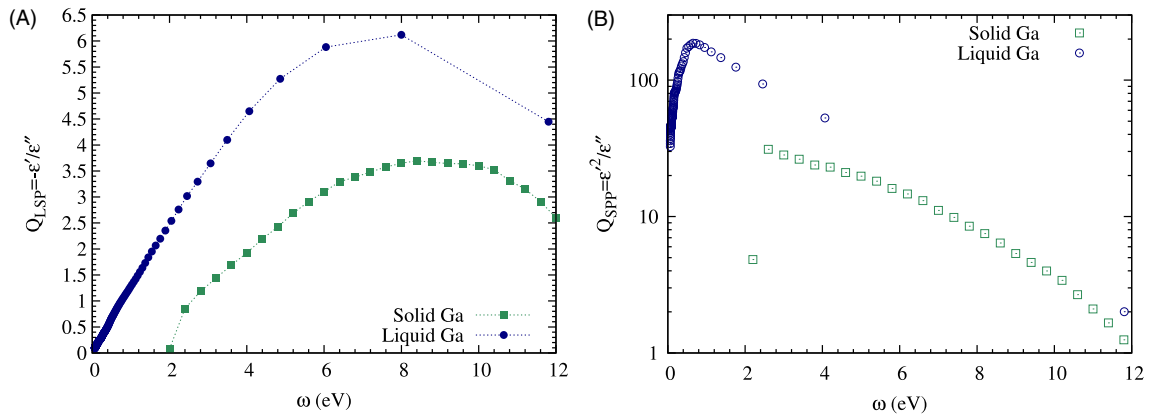 (A)
Q_LSP=-ε′/ε″
6.5
6
5.5
5
4.5
4
3.5
3
2.5
2
1.5
1
0.5
0
Solid Ga
Liquid Ga
0 2 4 6 8 10 12
ω (eV)
(B)
Q_SPP=ε′²/ε″
100
10
1
Solid Ga
Liquid Ga
0 2 4 6 8 10 12
ω (eV)